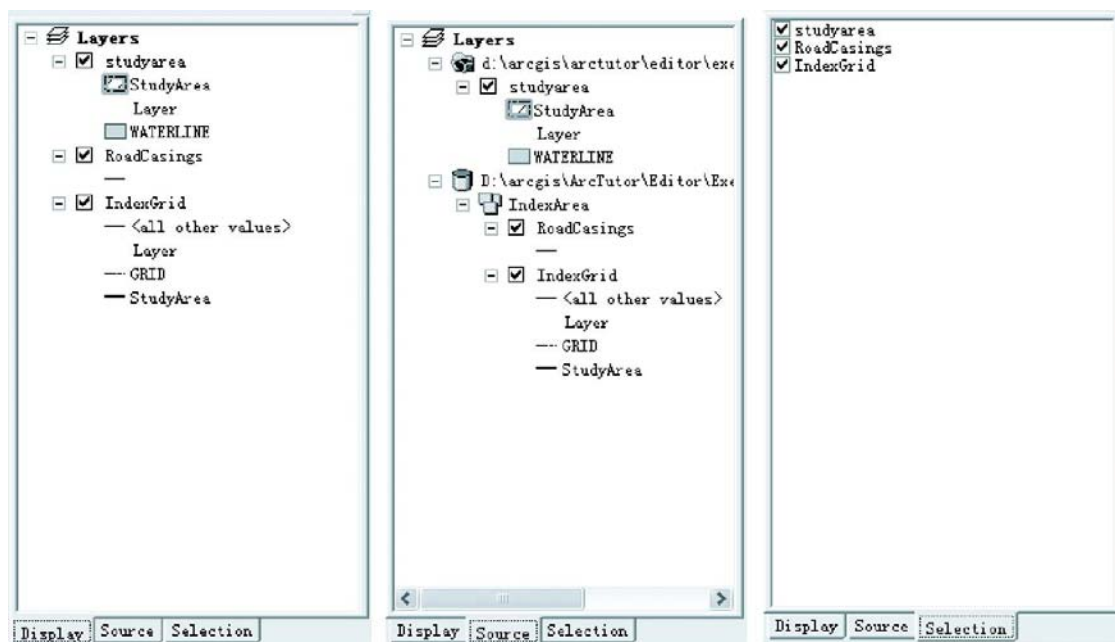 Layers
studyarea
StudyArea
Layer
WATERLINE
RoadCasings
IndexGrid
<all other values>
Layer
GRID
StudyArea
Display Source Selection
Layers
d:\arcgis\arctutor\editor\exe
studyarea
StudyArea
Layer
WATERLINE
D:\arcgis\ArcTutor\Editor\Exe
IndexArea
RoadCasings
IndexGrid
<all other values>
Layer
GRID
StudyArea
Display Source Selection
studyarea
RoadCasings
IndexGrid
Display Source Selection